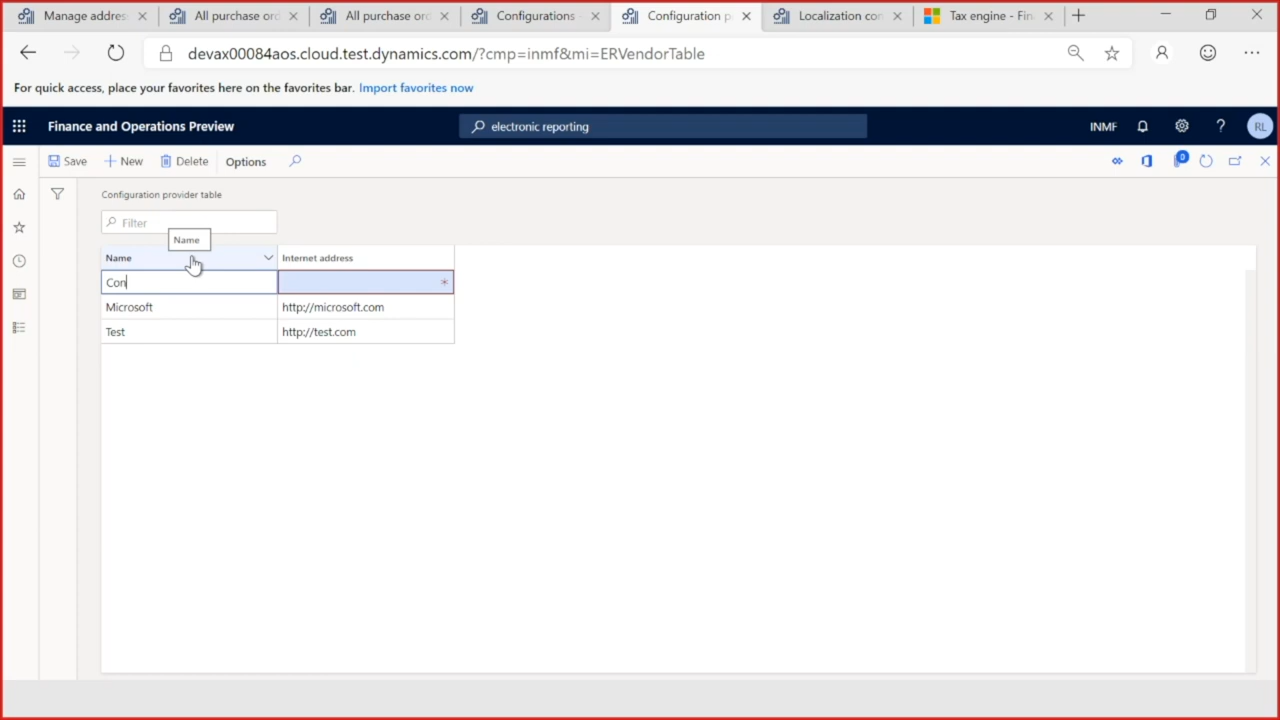 Manage addres
All purchase ord
All purchase ord
Configurations -
Configuration p
Localization con
Tax engine - Fin
devax00084aos.cloud.test.dynamics.com/?cmp=inmf&mi=ERVendorTable
For quick access, place your favorites here on the favorites bar. Import favorites now
Finance and Operations Preview
electronic reporting
INMF
?
RL
Save
New
Delete
Options
0
Configuration provider table
Filter
Name
Name
Internet address
Con
*
Microsoft
http://microsoft.com
Test
http://test.com